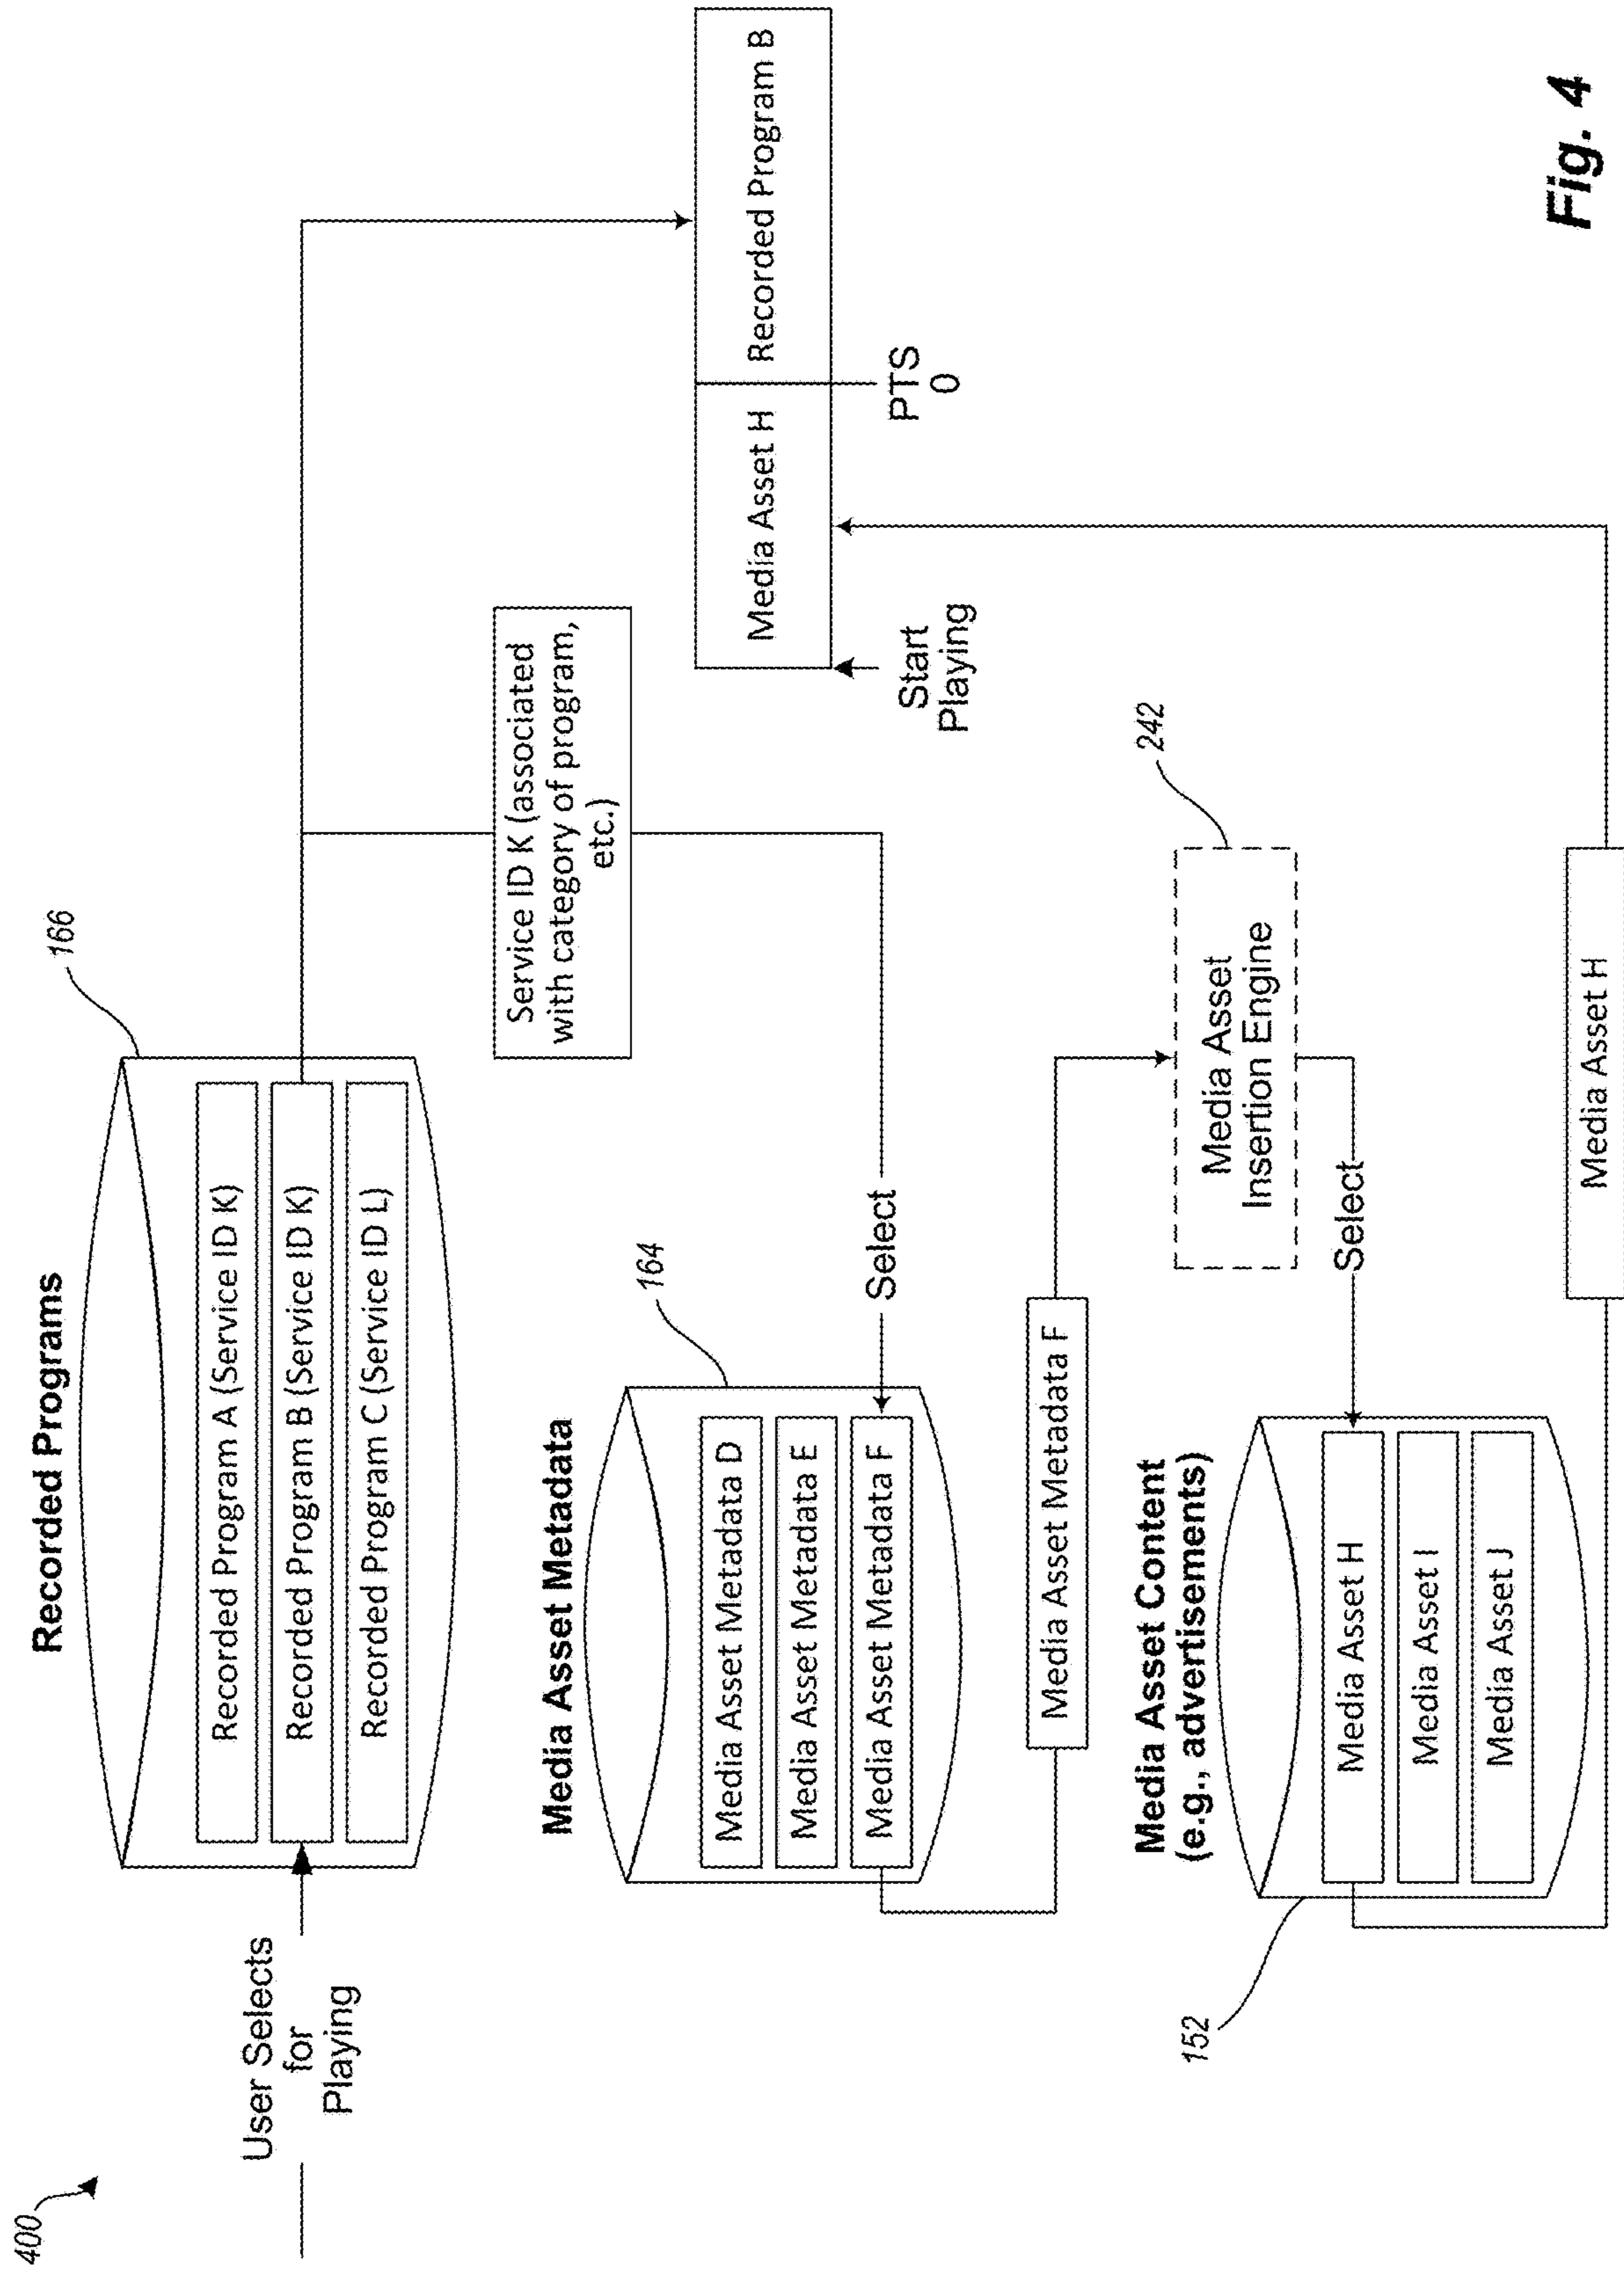 400
User Selects
for
Playing
Recorded Programs
166
Recorded Program A (Service ID K)
Recorded Program B (Service ID K)
Recorded Program C (Service ID L)
Service ID K (associated
with category of program,
etc.)
Media Asset Metadata
164
Media Asset Metadata D
Media Asset Metadata E
Media Asset Metadata F
Select
Media Asset H
Recorded Program B
Start
Playing
PTS
0
Media Asset Metadata F
242
Media Asset
Insertion Engine
Select
Media Asset Content
(e.g., advertisements)
152
Media Asset H
Media Asset I
Media Asset J
Media Asset H
Fig. 4